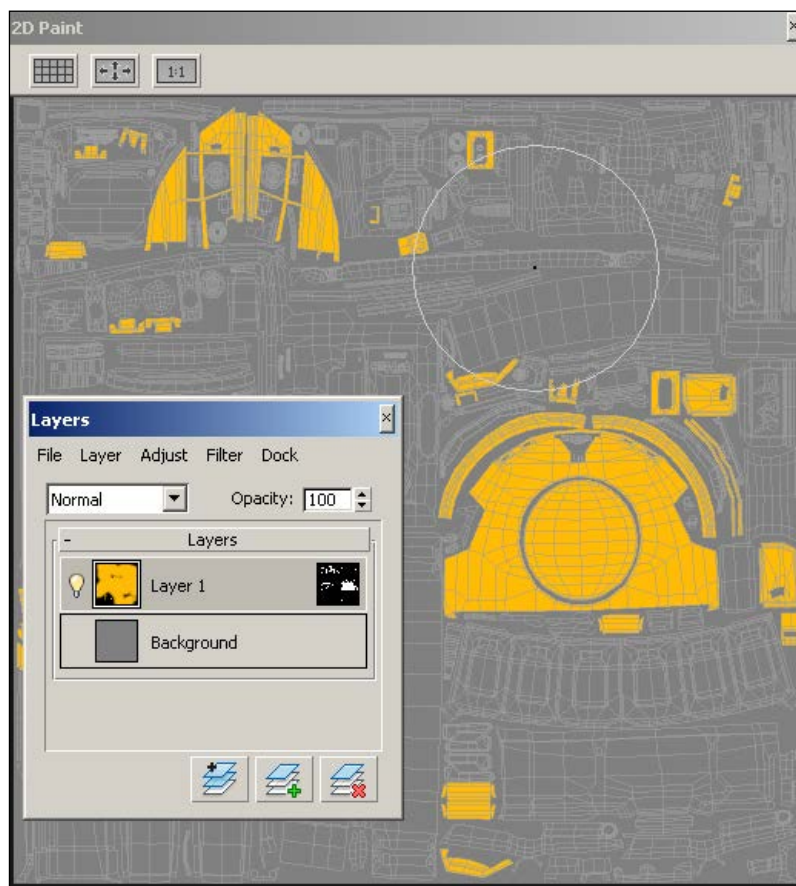 2D Paint
1:1
Layers
File Layer Adjust Filter Dock
Normal Opacity: 100
- Layers
Layer 1
Background